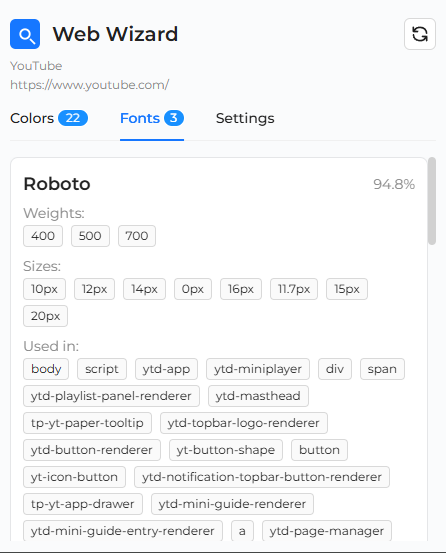 Web Wizard
YouTube
https://www.youtube.com/
Colors 22 Fonts 3 Settings
Roboto 94.8%
Weights:
400 500 700
Sizes:
10px 12px 14px 0px 16px 11.7px 15px
20px
Used in:
body script ytd-app ytd-miniplayer div span
ytd-playlist-panel-renderer ytd-masthead
tp-yt-paper-tooltip ytd-topbar-logo-renderer
ytd-button-renderer yt-button-shape button
yt-icon-button ytd-notification-topbar-button-renderer
tp-yt-app-drawer ytd-mini-guide-renderer
ytd-mini-guide-entry-renderer a ytd-page-manager